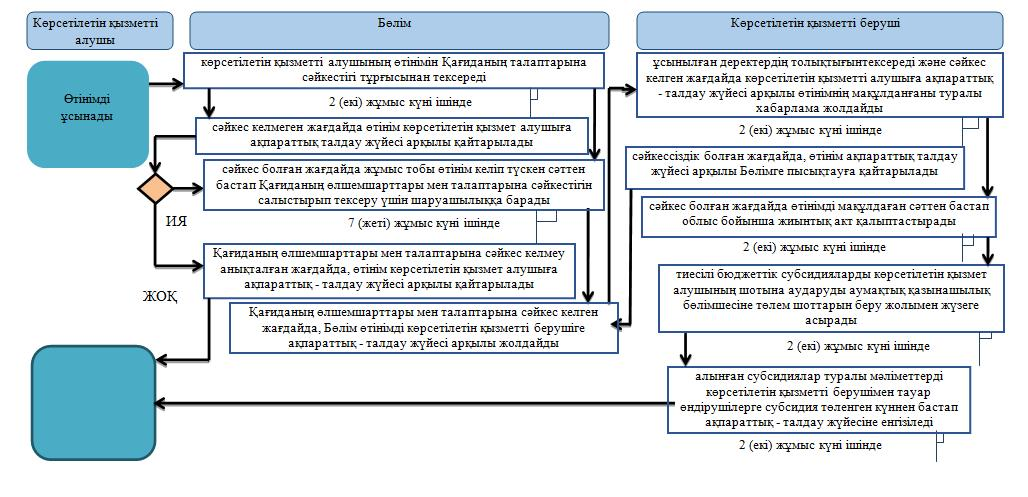 Көрсетілетін қызметті
алушы
Бөлім
Көрсетілетін қызметті беруші
Өтінімді
ұсынады
көрсетілетін қызметті алушының өтінімін Қағиданың талаптарына
сәйкестігі тұрғысынан тексереді
2 (екі) жұмыс күні ішінде
сәйкес келмеген жағдайда өтінім көрсетілетін қызмет алушыға
ақпараттық талдау жүйесі арқылы қайтарылады
сәйкес болған жағдайда жұмыс тобы өтінім келіп түскен сәттен
бастап Қағиданың өлшемшарттары мен талаптарына сәйкестігін
салыстырып тексеру үшін шаруашылыққа барады
ИЯ
7 (жеті) жұмыс күні ішінде
Қағиданың өлшемшарттары мен талаптарына сәйкес келмеу
анықталған жағдайда, өтінім көрсетілетін қызмет алушыға
ақпараттық - талдау жүйесі арқылы қайтарылады
ЖОҚ
Қағиданың өлшемшарттары мен талаптарына сәйкес келген
жағдайда, Бөлім өтінімді көрсетілетін қызметті берушіге
ақпараттық - талдау жүйесі арқылы жолдайды
ұсынылған деректердің толықтығынтексереді және сәйкес
келген жағдайда көрсетілетін қызметті алушыға ақпараттық
- талдау жүйесі арқылы өтінімнің мақұлданғаны туралы
хабарлама жолдайды
2 (екі) жұмыс күні ішінде
сәйкессіздік болған жағдайда, өтінім ақпараттық талдау
жүйесі арқылы Бөлімге пысықтауға қайтарылады
сәйкес болған жағдайда өтінімді мақұлдаған сәттен бастап
облыс бойынша жиынтық акт қалыптастырады
2 (екі) жұмыс күні ішінде
тиесілі бюджеттік субсидияларды көрсетілетін қызмет
алушының шотына аударуды аумақтық қазынашылық
бөлімшесіне төлем шоттарын беру жолымен жүзеге
асырады
2 (екі) жұмыс күні ішінде
алынған субсидиялар туралы мәліметтерді
көрсетілетін қызметті берушімен тауар
өндірушілерге субсидия төленген күннен бастап
ақпараттық - талдау жүйесіне енгізіледі
2 (екі) жұмыс күні ішінде